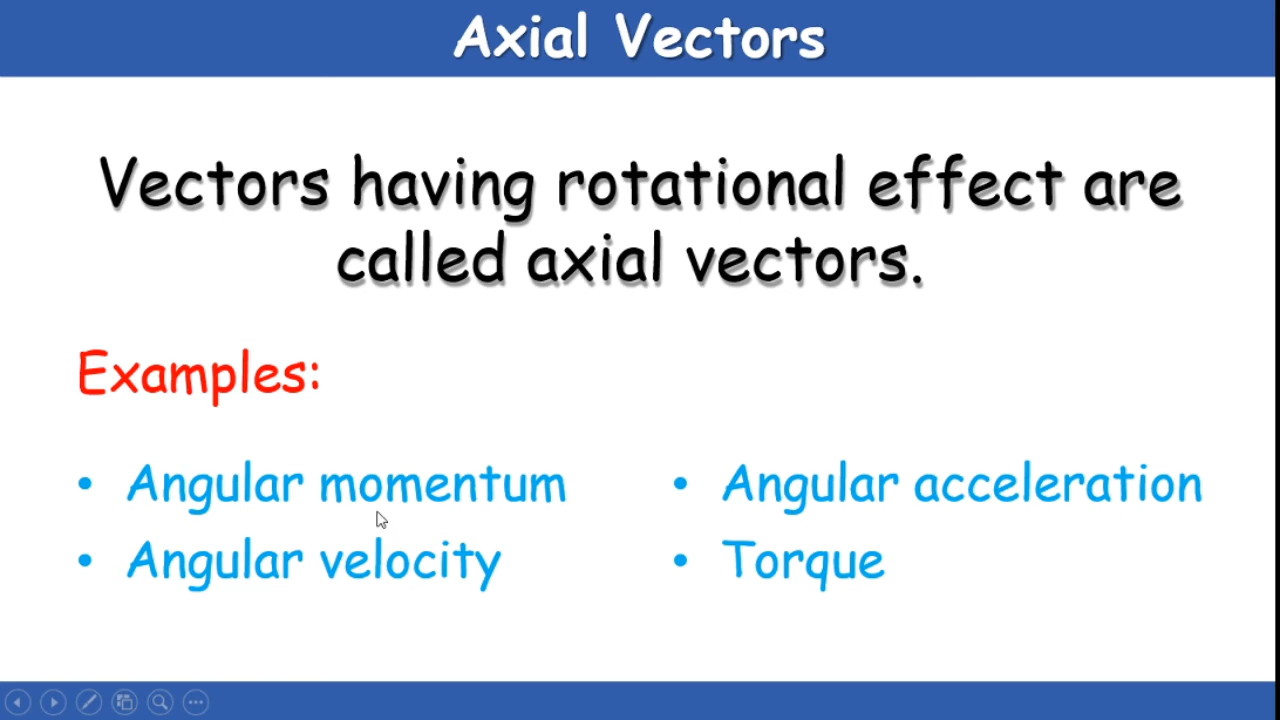 Axial Vectors
Vectors having rotational effect are
called axial vectors.
Examples:
• Angular momentum
• Angular velocity
• Angular acceleration
• Torque